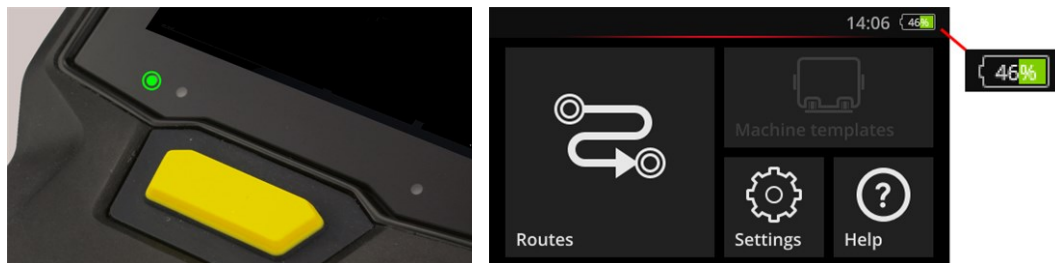 14:06 46%
46%
Machine templates
Routes
Settings
Help
?